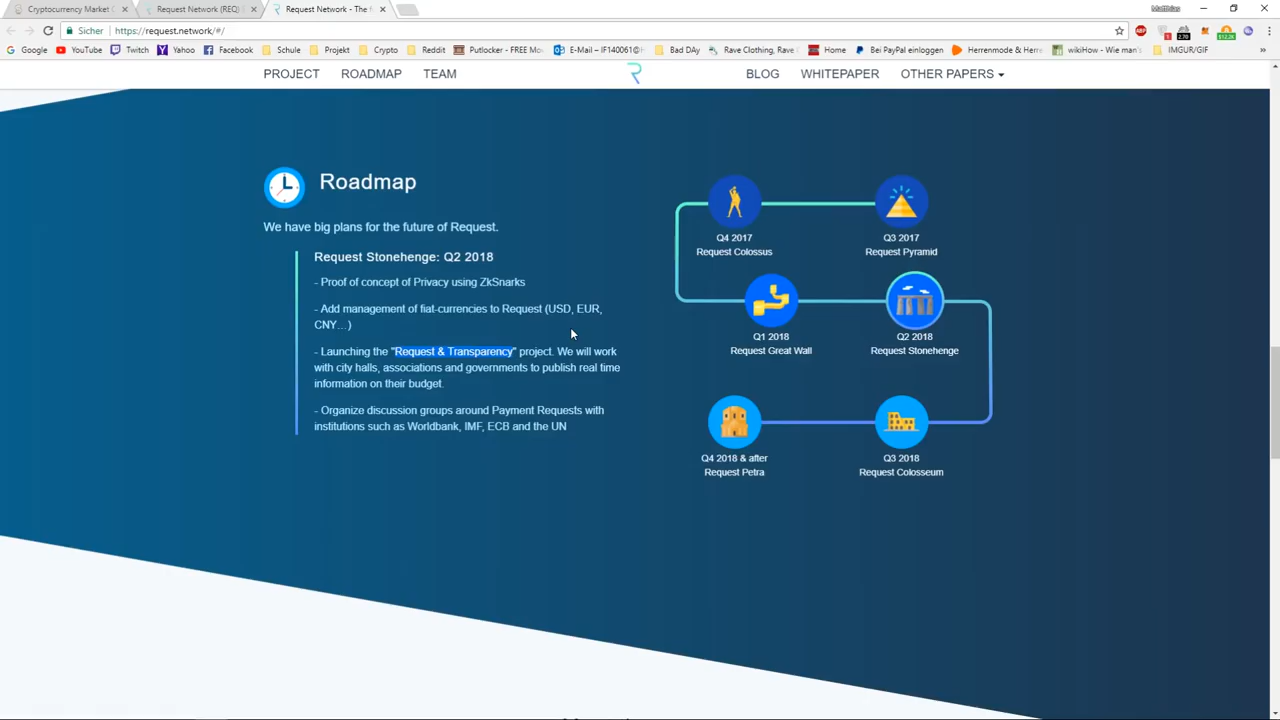 Cryptocurrency Market C
Request Network (REQ)
Request Network - The f
Matthias
Sicher
https://request.network/#/
Google
YouTube
Twitch
Yahoo
Facebook
Schule
Projekt
Crypto
Reddit
Putlocker - FREE Mov
E-Mail – IF140061@H
Bad DAy
Rave Clothing, Rave C
Home
Bei PayPal einloggen
Herrenmode & Herre
wikiHow - Wie man's
IMGUR/GIF
»
PROJECT
ROADMAP
TEAM
BLOG
WHITEPAPER
OTHER PAPERS
Roadmap
We have big plans for the future of Request.
Request Stonehenge: Q2 2018
- Proof of concept of Privacy using ZkSnarks
- Add management of fiat-currencies to Request (USD, EUR,
CNY…)
- Launching the "Request & Transparency" project. We will work
with city halls, associations and governments to publish real time
information on their budget.
- Organize discussion groups around Payment Requests with
institutions such as Worldbank, IMF, ECB and the UN
Q4 2017
Request Colossus
Q3 2017
Request Pyramid
Q1 2018
Request Great Wall
Q2 2018
Request Stonehenge
Q4 2018 & after
Request Petra
Q3 2018
Request Colosseum